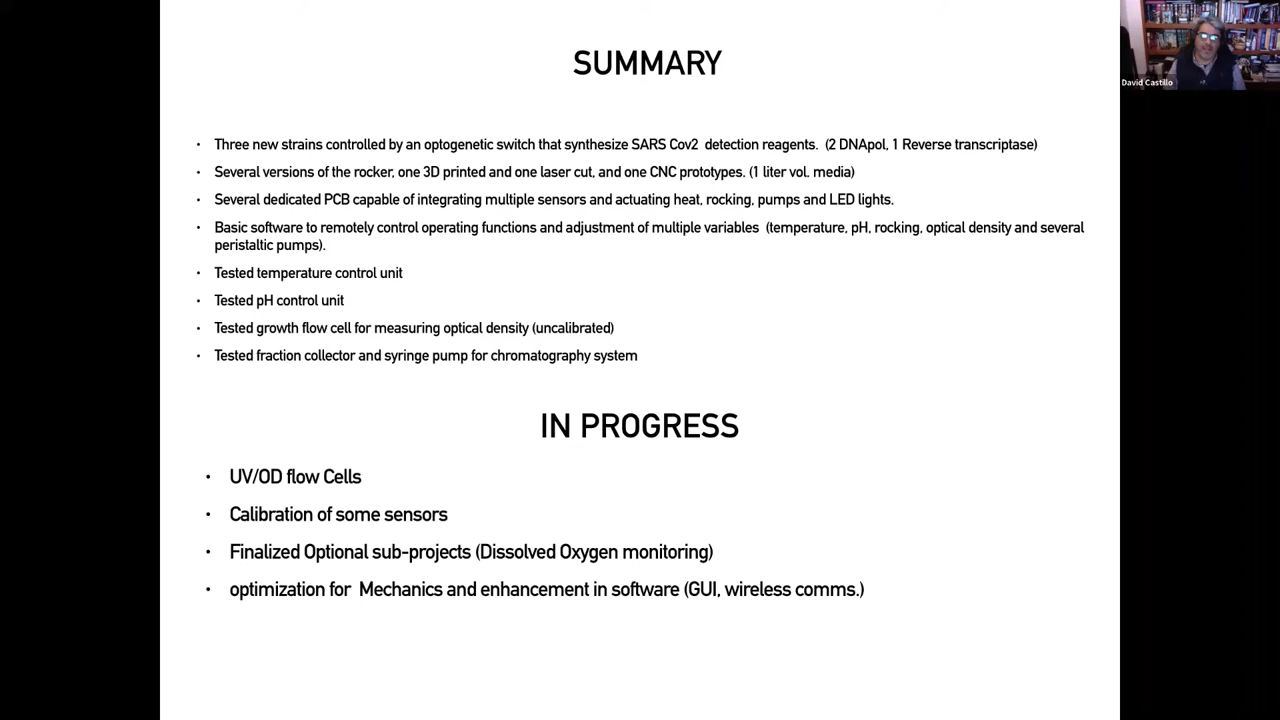 SUMMARY
David Castillo
• Three new strains controlled by an optogenetic switch that synthesize SARS Cov2 detection reagents. (2 DNApol, 1 Reverse transcriptase)
• Several versions of the rocker, one 3D printed and one laser cut, and one CNC prototypes. (1 liter vol. media)
• Several dedicated PCB capable of integrating multiple sensors and actuating heat, rocking, pumps and LED lights.
• Basic software to remotely control operating functions and adjustment of multiple variables (temperature, pH, rocking, optical density and several
peristaltic pumps).
• Tested temperature control unit
• Tested pH control unit
• Tested growth flow cell for measuring optical density (uncalibrated)
• Tested fraction collector and syringe pump for chromatography system
IN PROGRESS
• UV/OD flow Cells
• Calibration of some sensors
• Finalized Optional sub-projects (Dissolved Oxygen monitoring)
• optimization for Mechanics and enhancement in software (GUI, wireless comms.)